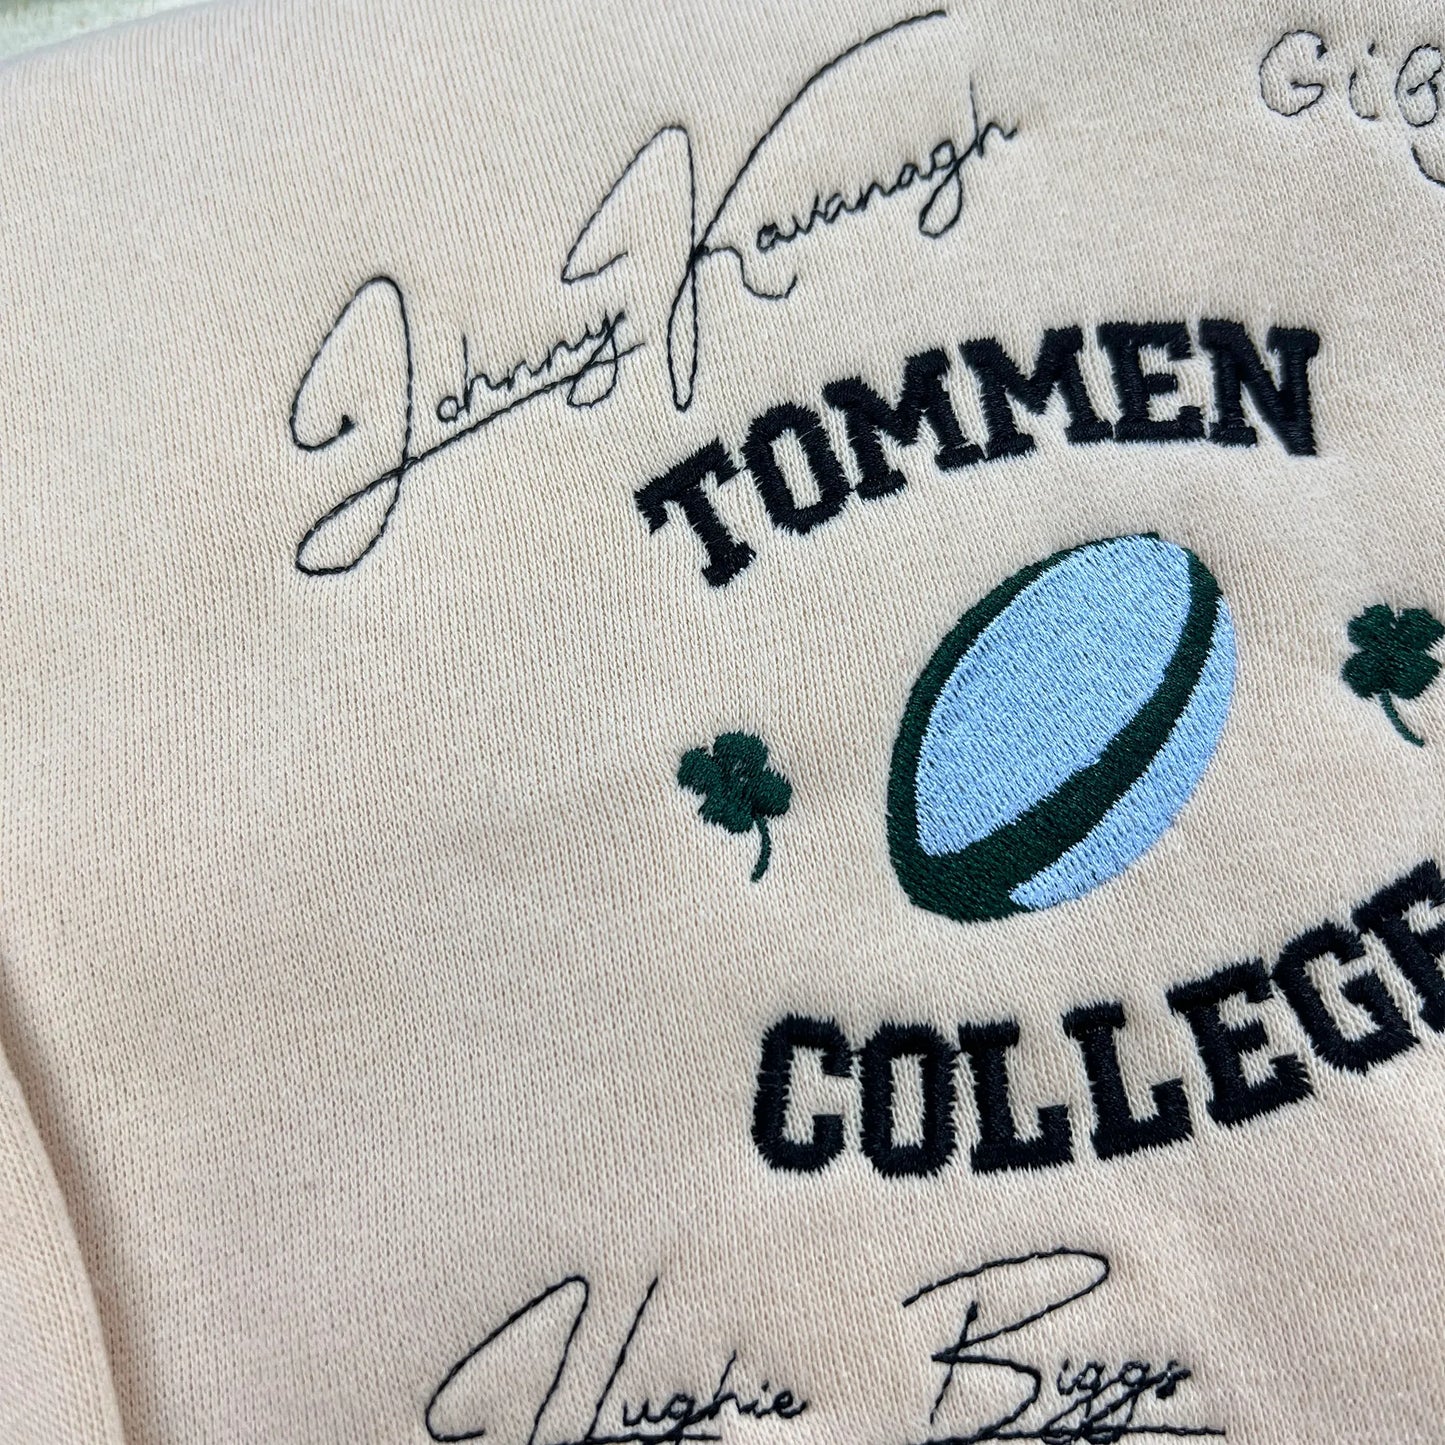 Johnny Kavanagh
TOMMEN
COLLEGE
Hughie Biggs